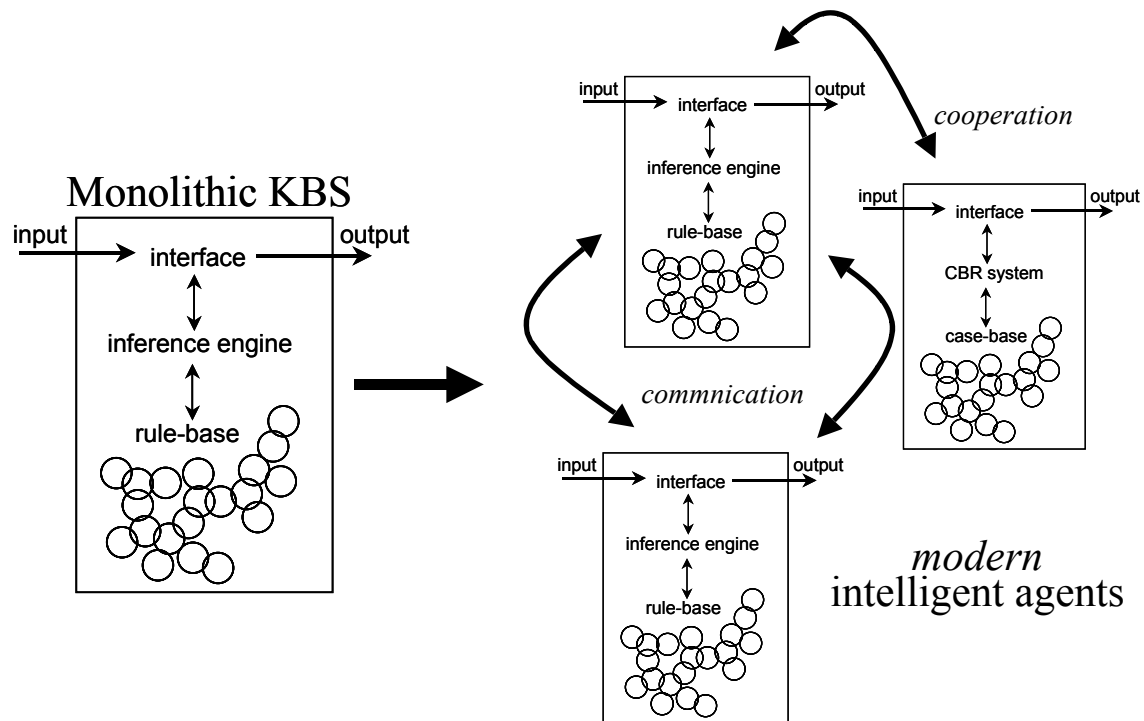 Monolithic KBS
input
output
interface
inference engine
rule-base
input
output
interface
inference engine
rule-base
cooperation
input
output
interface
CBR system
case-base
commnication
input
output
interface
inference engine
rule-base
modern
intelligent agents